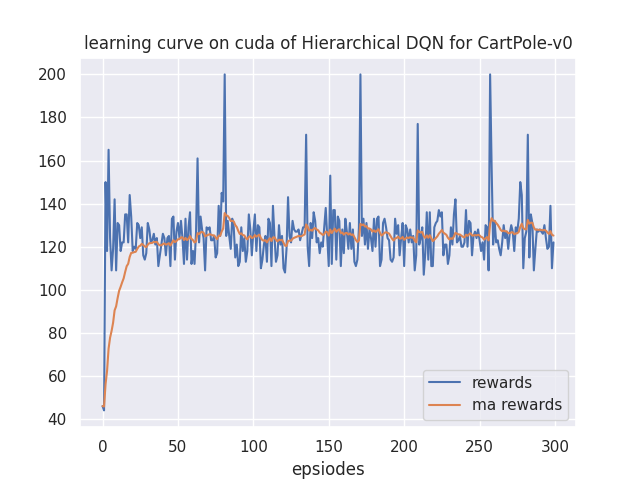 learning curve on cuda of Hierarchical DQN for CartPole-v0
200
180
160
140
120
100
80
60
40
0 50 100 150 200 250 300
epsiodes
rewards
ma rewards